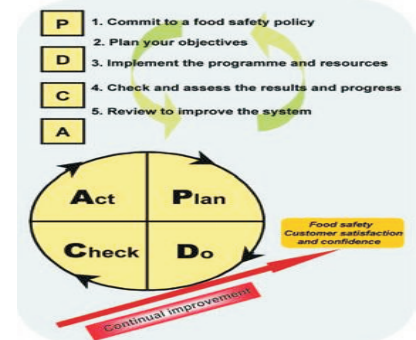 P
1. Commit to a food safety policy
2. Plan your objectives
D
3. Implement the programme and resources
C
4. Check and assess the results and progress
5. Review to improve the system
A
Act
Plan
Check
Do
Food safety
Customer satisfaction
and confidence
Continual improvement